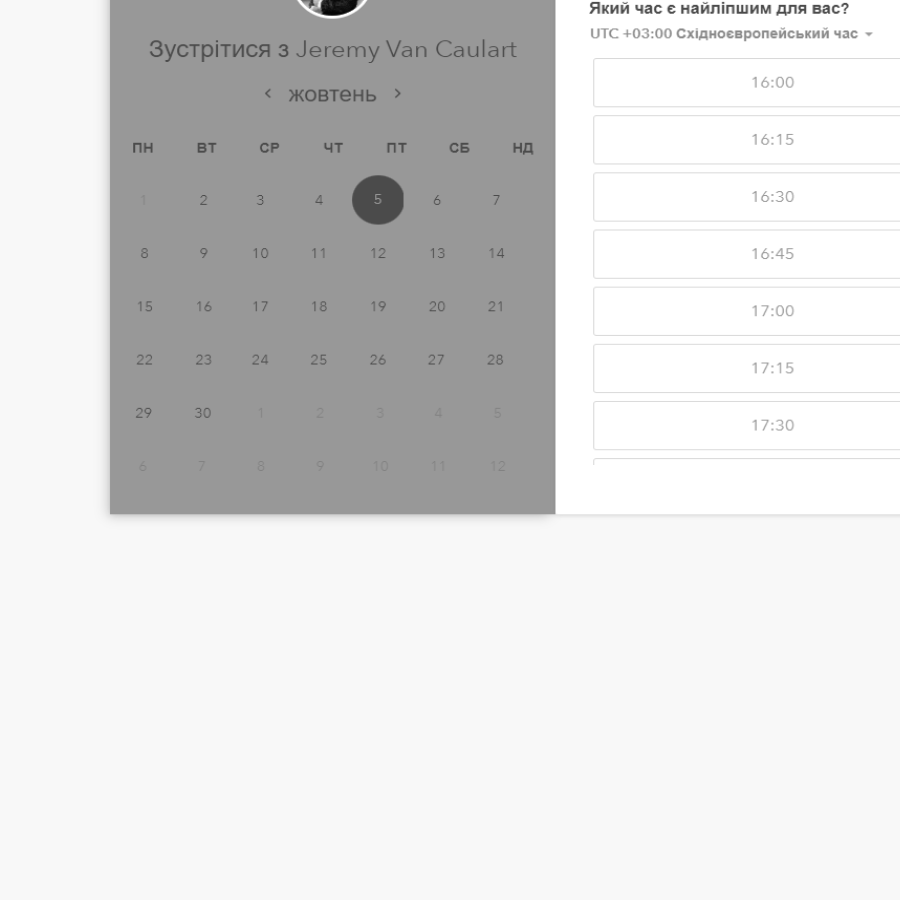 Зустрітися з Jeremy Van Caulart
< жовтень >
ПН ВТ СР ЧТ ПТ СБ НД
1 2 3 4 5 6 7
8 9 10 11 12 13 14
15 16 17 18 19 20 21
22 23 24 25 26 27 28
29 30 1 2 3 4 5
6 7 8 9 10 11 12
Який час є найліпшим для вас?
UTC +03:00 Східноєвропейський час
16:00
16:15
16:30
16:45
17:00
17:15
17:30